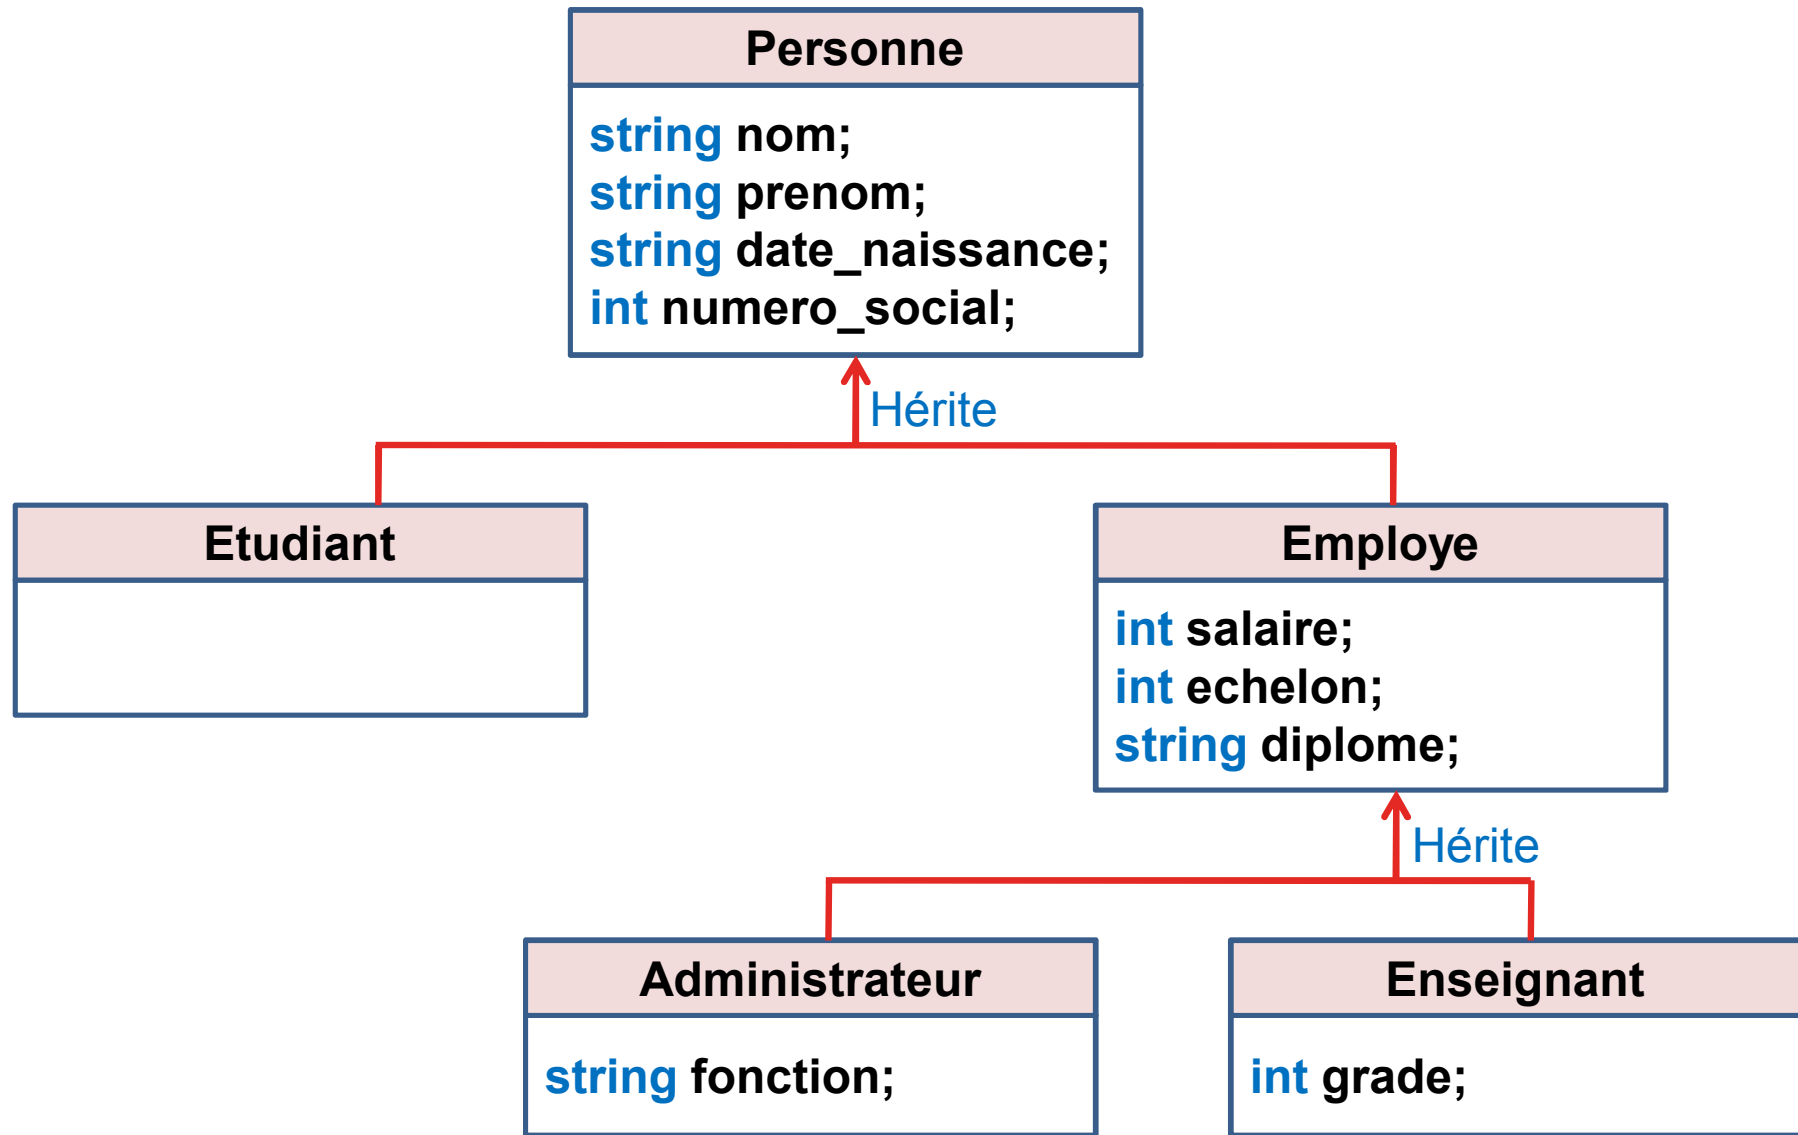 Personne
string nom;
string prenom;
string date_naissance;
int numero_social;
Hérite
Etudiant
Employe
int salaire;
int echelon;
string diplome;
Hérite
Administrateur
string fonction;
Enseignant
int grade;